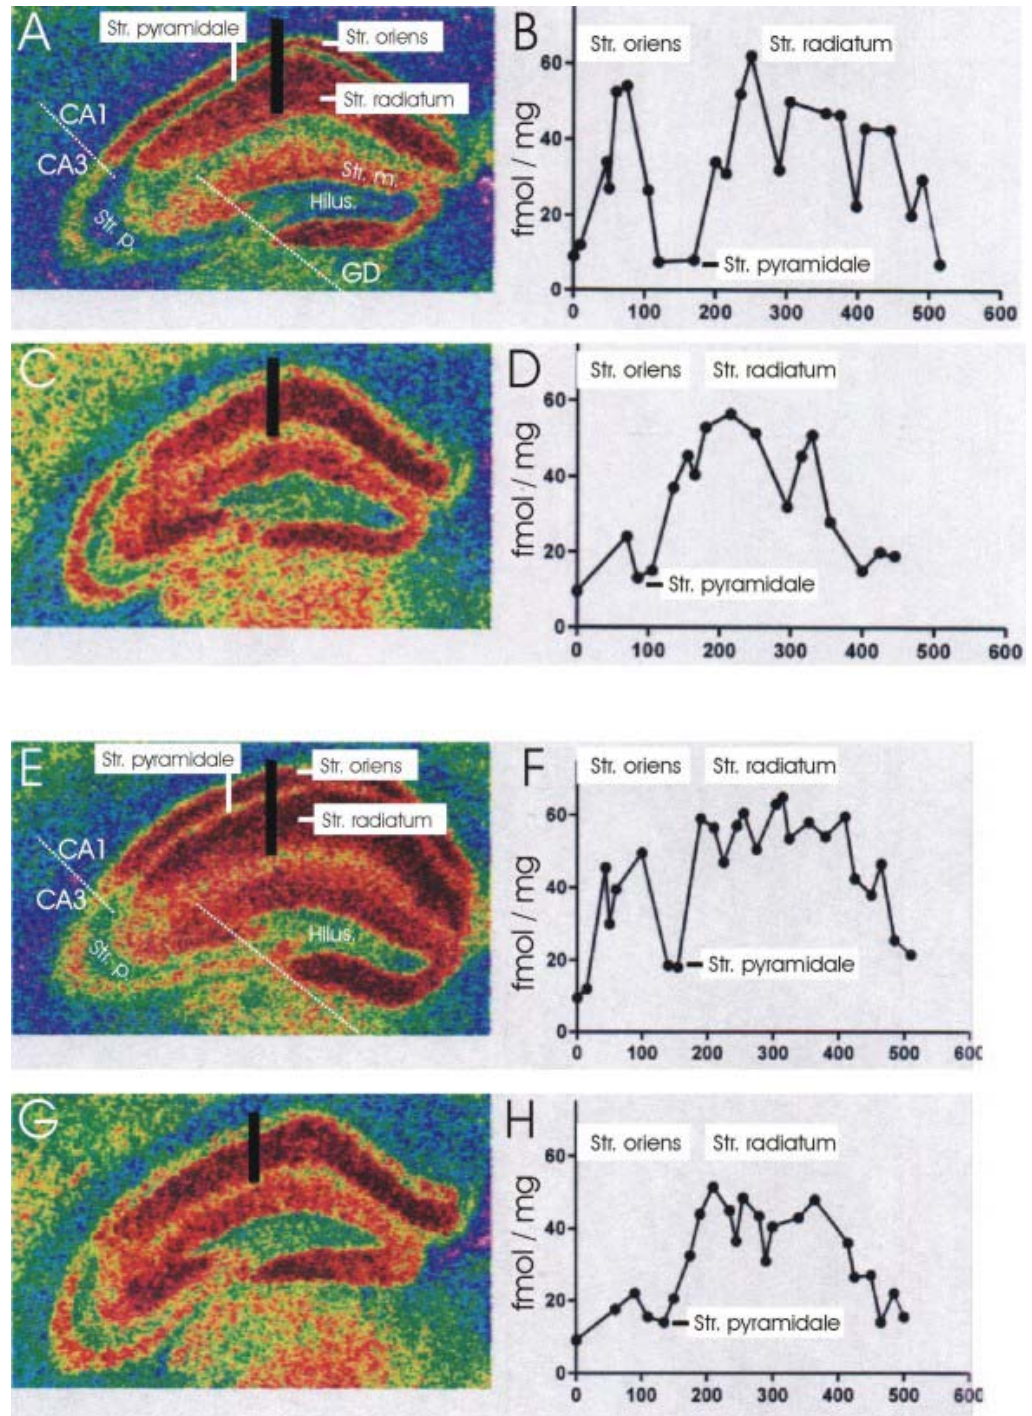 A
Str. pyramidale
Str. oriens
Str. radiatum
CA1
CA3
Str. p.
Str. m.
Hilus.
GD
B
Str. oriens
Str. radiatum
fmol / mg
60
40
20
0
Str. pyramidale
0 100 200 300 400 500 600
C
D
Str. oriens
Str. radiatum
fmol / mg
60
40
20
0
Str. pyramidale
0 100 200 300 400 500 600
E
Str. pyramidale
Str. oriens
Str. radiatum
CA1
CA3
Str. p.
Hilus.
F
Str. oriens
Str. radiatum
fmol / mg
60
40
20
0
Str. pyramidale
0 100 200 300 400 500 600
G
H
Str. oriens
Str. radiatum
fmol / mg
60
40
20
0
Str. pyramidale
0 100 200 300 400 500 600